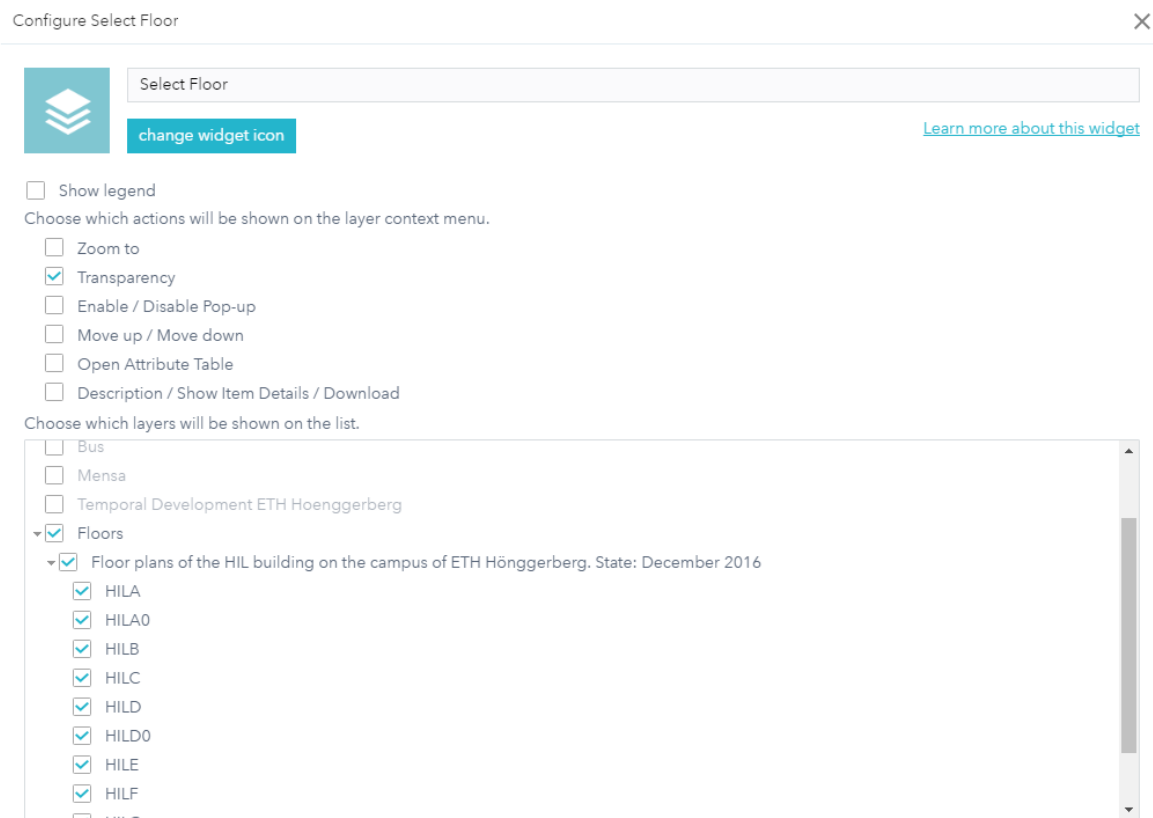 Configure Select Floor
Select Floor
change widget icon
Learn more about this widget
Show legend
Choose which actions will be shown on the layer context menu.
Zoom to
Transparency
Enable / Disable Pop-up
Move up / Move down
Open Attribute Table
Description / Show Item Details / Download
Choose which layers will be shown on the list.
Bus
Mensa
Temporal Development ETH Hoenggerberg
Floors
Floor plans of the HIL building on the campus of ETH Hönggerberg. State: December 2016
HILA
HILA0
HILB
HILC
HILD
HILD0
HILE
HILF